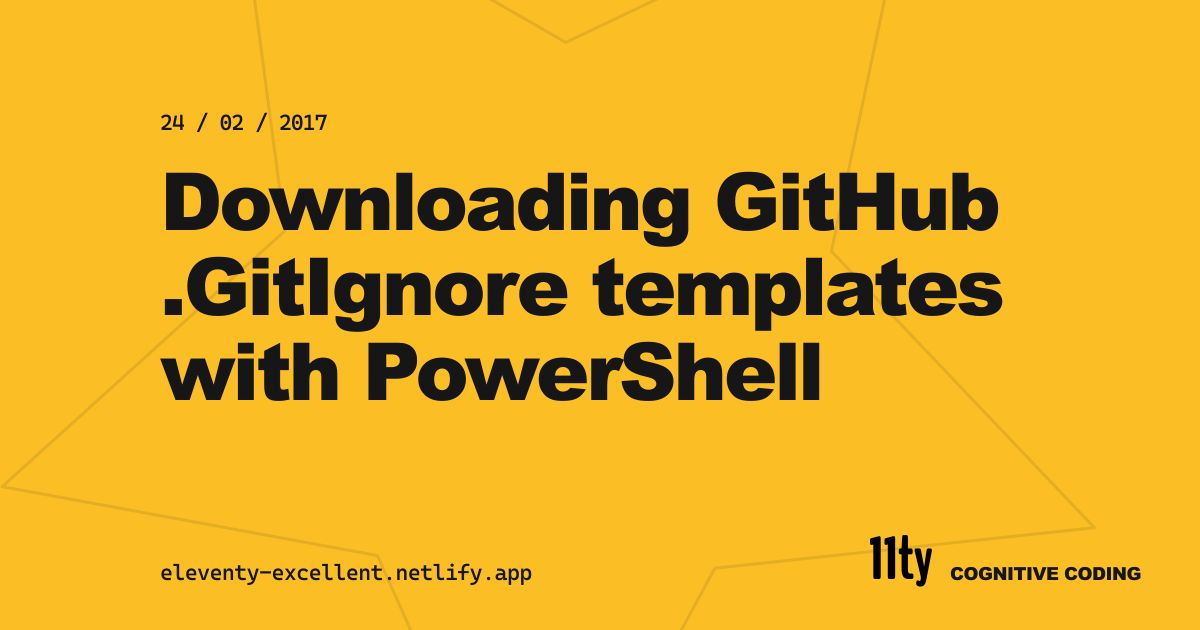 24 / 02 / 2017
Downloading GitHub
.GitIgnore templates
with PowerShell
eleventy-excellent.netlify.app
11ty COGNITIVE CODING